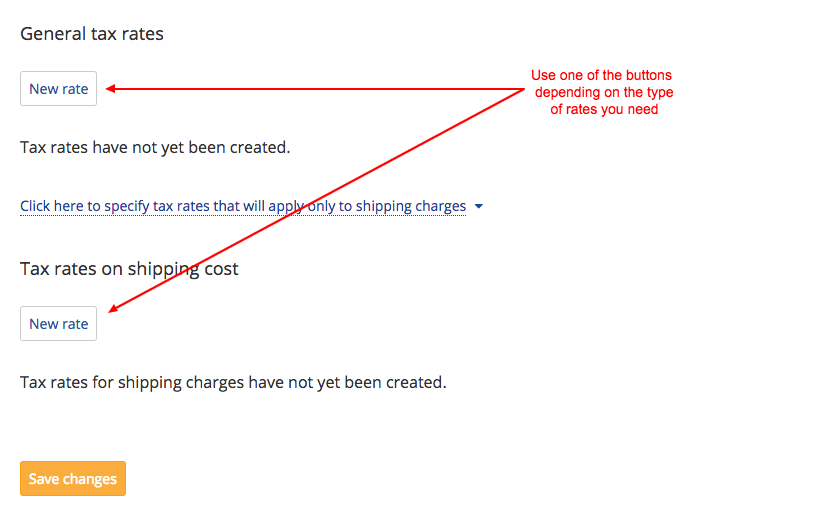 General tax rates
New rate
Use one of the buttons
depending on the type
of rates you need
Tax rates have not yet been created.
Click here to specify tax rates that will apply only to shipping charges
Tax rates on shipping cost
New rate
Tax rates for shipping charges have not yet been created.
Save changes